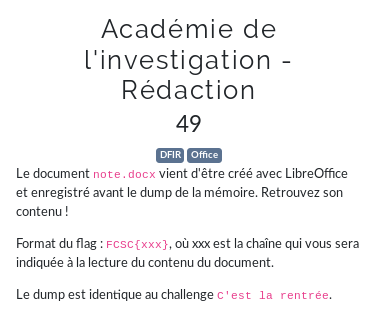 Académie de
l'investigation -
Rédaction
49
DFIR Office
Le document note.docx vient d'être créé avec LibreOffice
et enregistré avant le dump de la mémoire. Retrouvez son
contenu !
Format du flag : FCSC{xxx}, où xxx est la chaîne qui vous sera
indiquée à la lecture du contenu du document.
Le dump est identique au challenge C'est la rentrée.